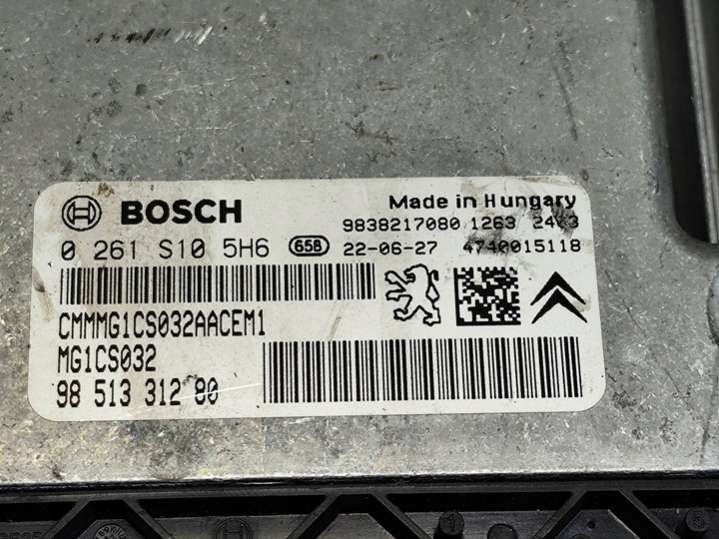 BOSCH
Made in Hungary
9838217080 1263
0 261 S10 5H6 658 22-06-27 4740015118
CMMMG1CS032AACEM1
MG1CS032
98 513 312 80